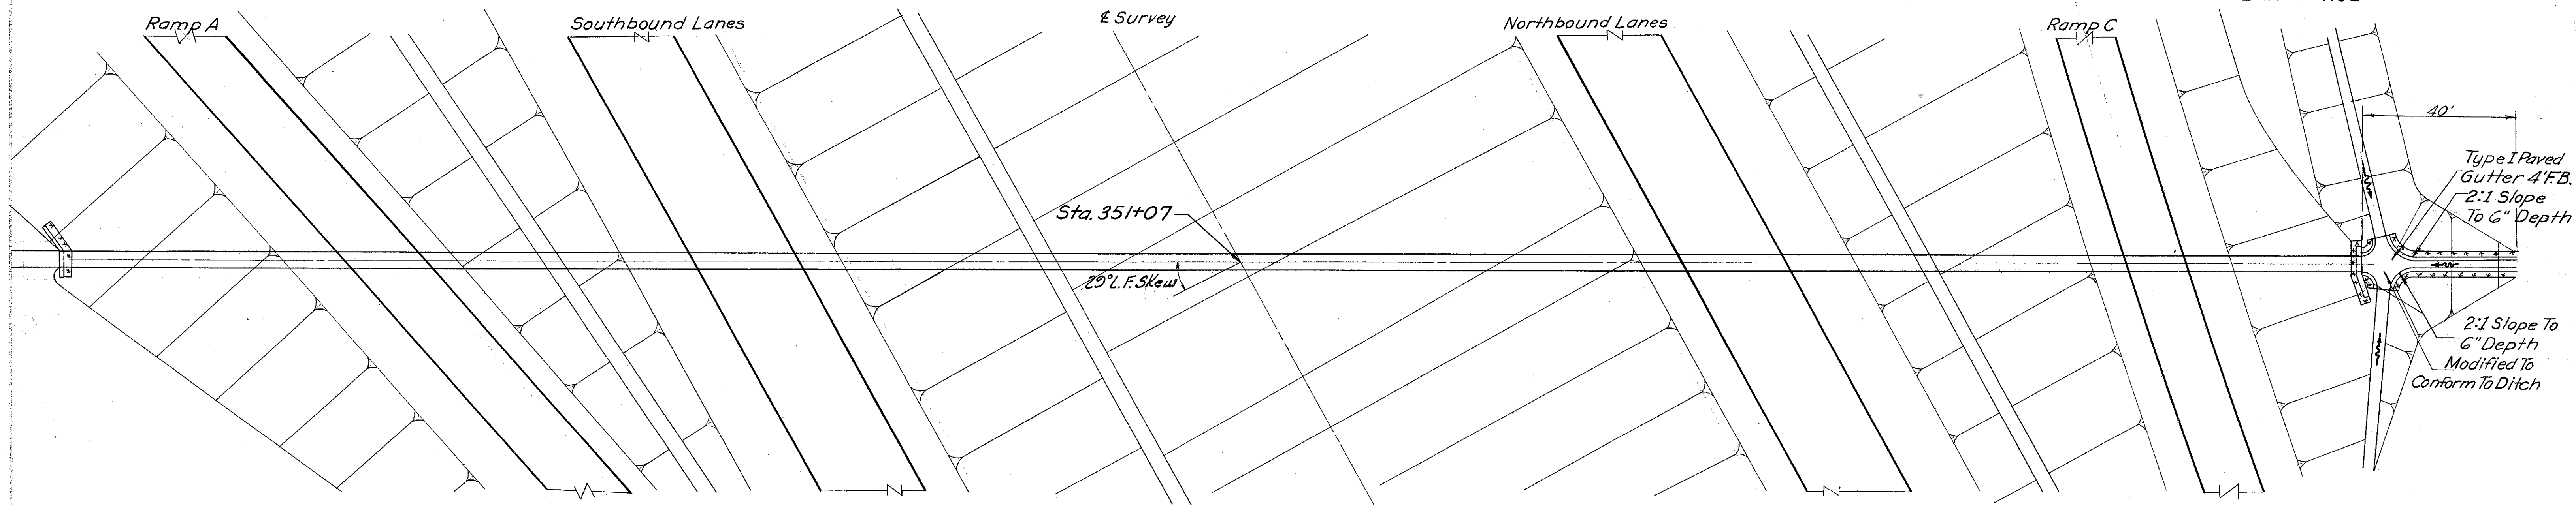 Ramp A
Southbound Lanes
℄ Survey
Northbound Lanes
Ramp C
40'
Type I Paved
Gutter 4' F.B.
2:1 Slope
To 6" Depth
Sta. 351+07
29° L.F. Skew
2:1 Slope To
6" Depth
Modified To
Conform To Ditch